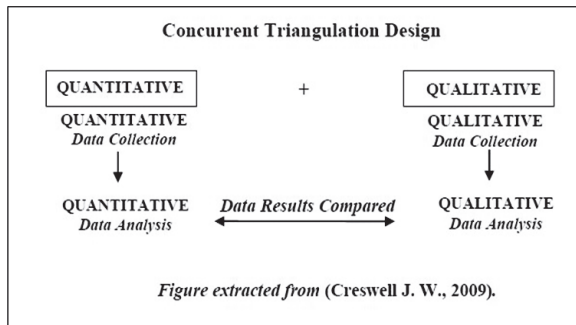 Concurrent Triangulation Design
QUANTITATIVE + QUALITATIVE
QUANTITATIVE QUALITATIVE
Data Collection Data Collection
QUANTITATIVE Data Results Compared QUALITATIVE
Data Analysis Data Analysis
Figure extracted from (Creswell J. W., 2009).